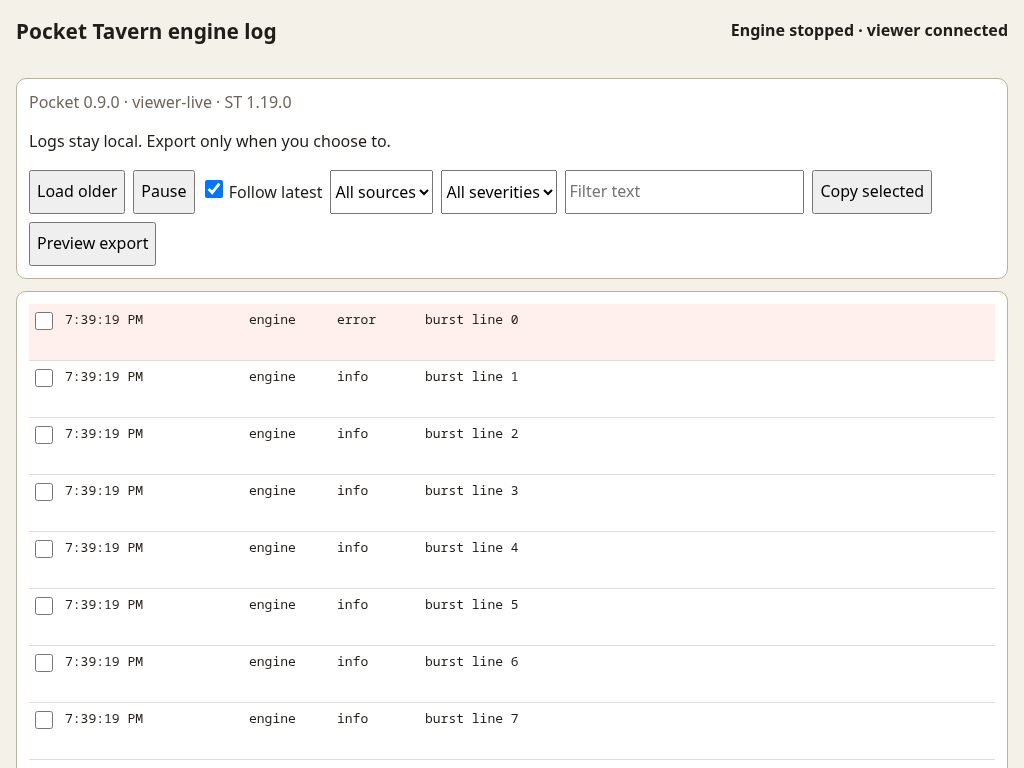 Pocket Tavern engine log
Engine stopped · viewer connected
Pocket 0.9.0 · viewer-live · ST 1.19.0
Logs stay local. Export only when you choose to.
Load older Pause Follow latest All sources All severities Filter text Copy selected
Preview export
7:39:19 PM engine error burst line 0
7:39:19 PM engine info burst line 1
7:39:19 PM engine info burst line 2
7:39:19 PM engine info burst line 3
7:39:19 PM engine info burst line 4
7:39:19 PM engine info burst line 5
7:39:19 PM engine info burst line 6
7:39:19 PM engine info burst line 7